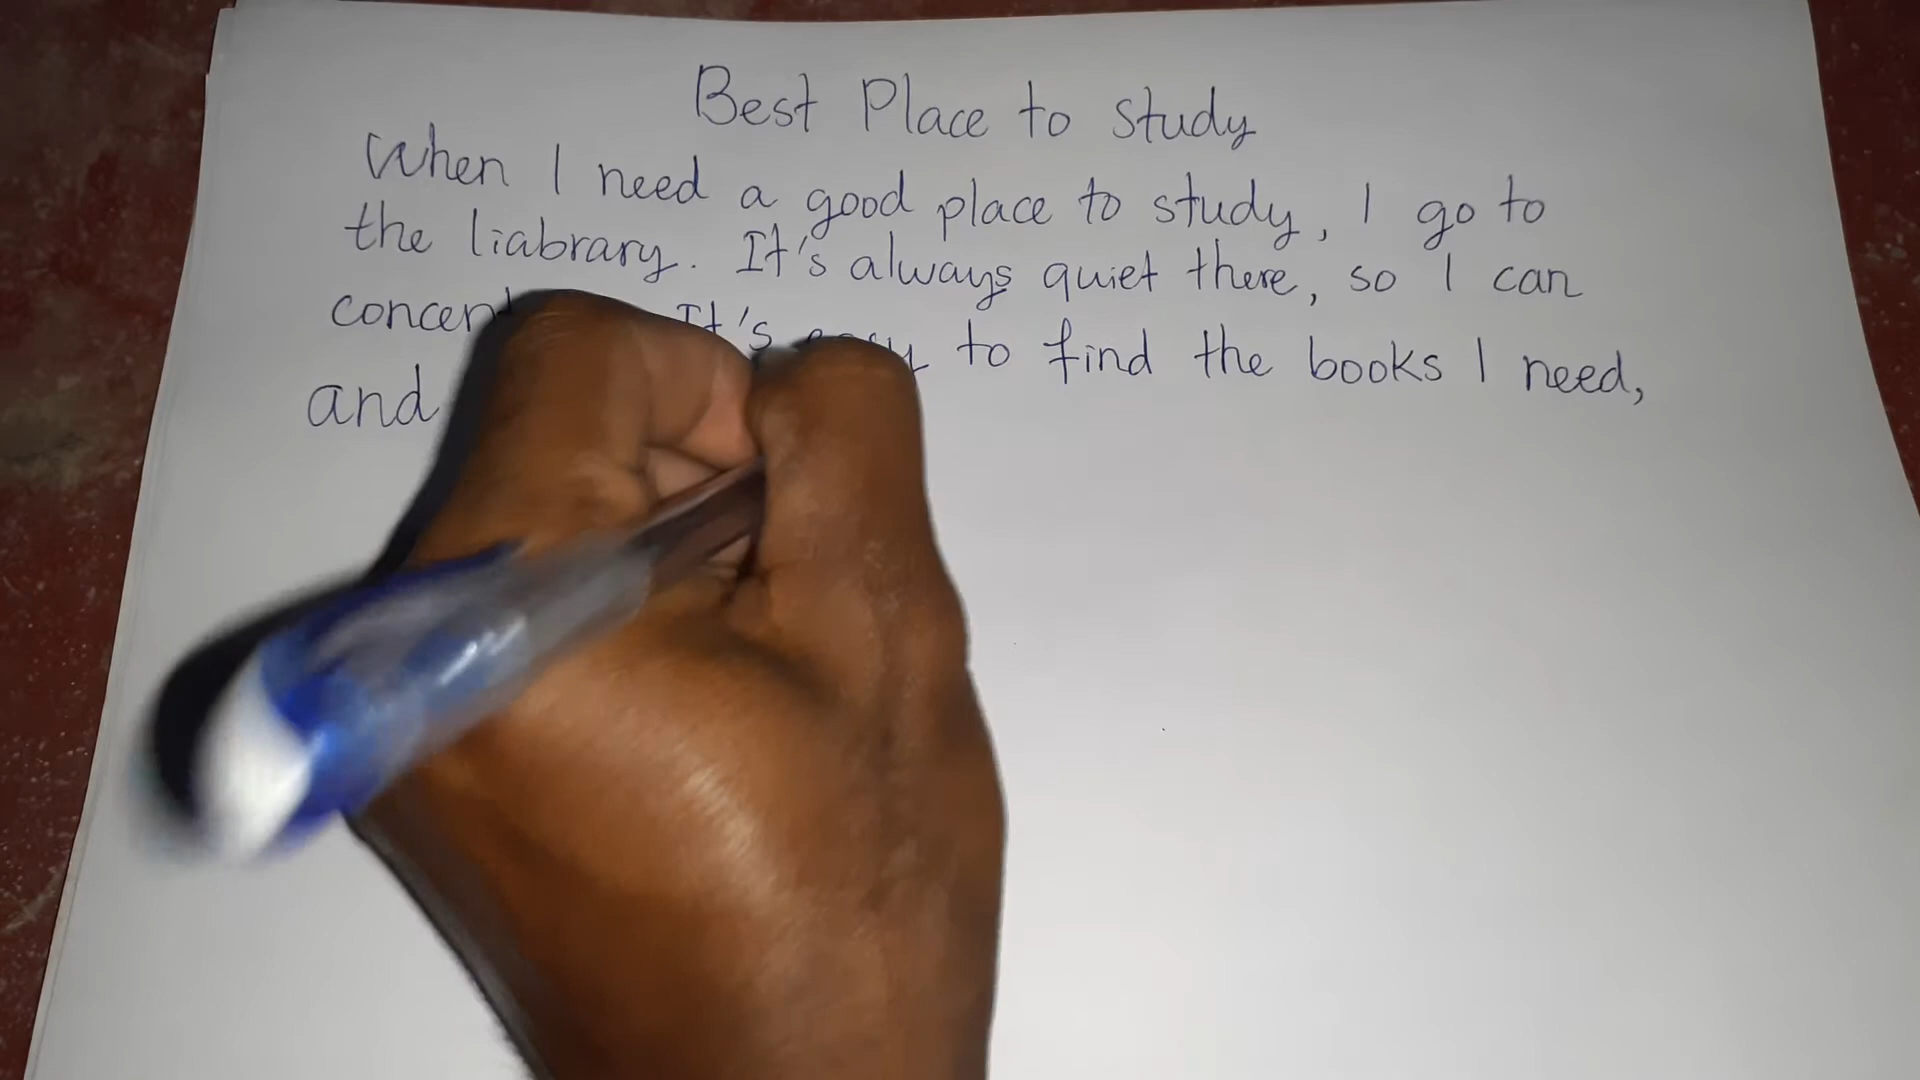 Best Place to study
When I need a good place to study, I go to
the liabrary. It's always quiet there, so I can
It's to find the books I need,
and